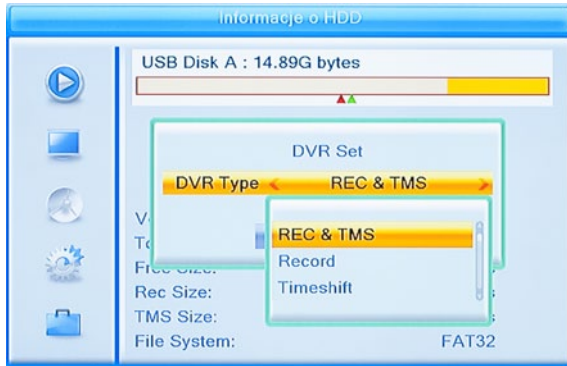 Informacje o HDD
USB Disk A : 14.89G bytes
DVR Set
DVR Type REC & TMS
REC & TMS
Record
Timeshift
Rec Size:
TMS Size:
File System: FAT32